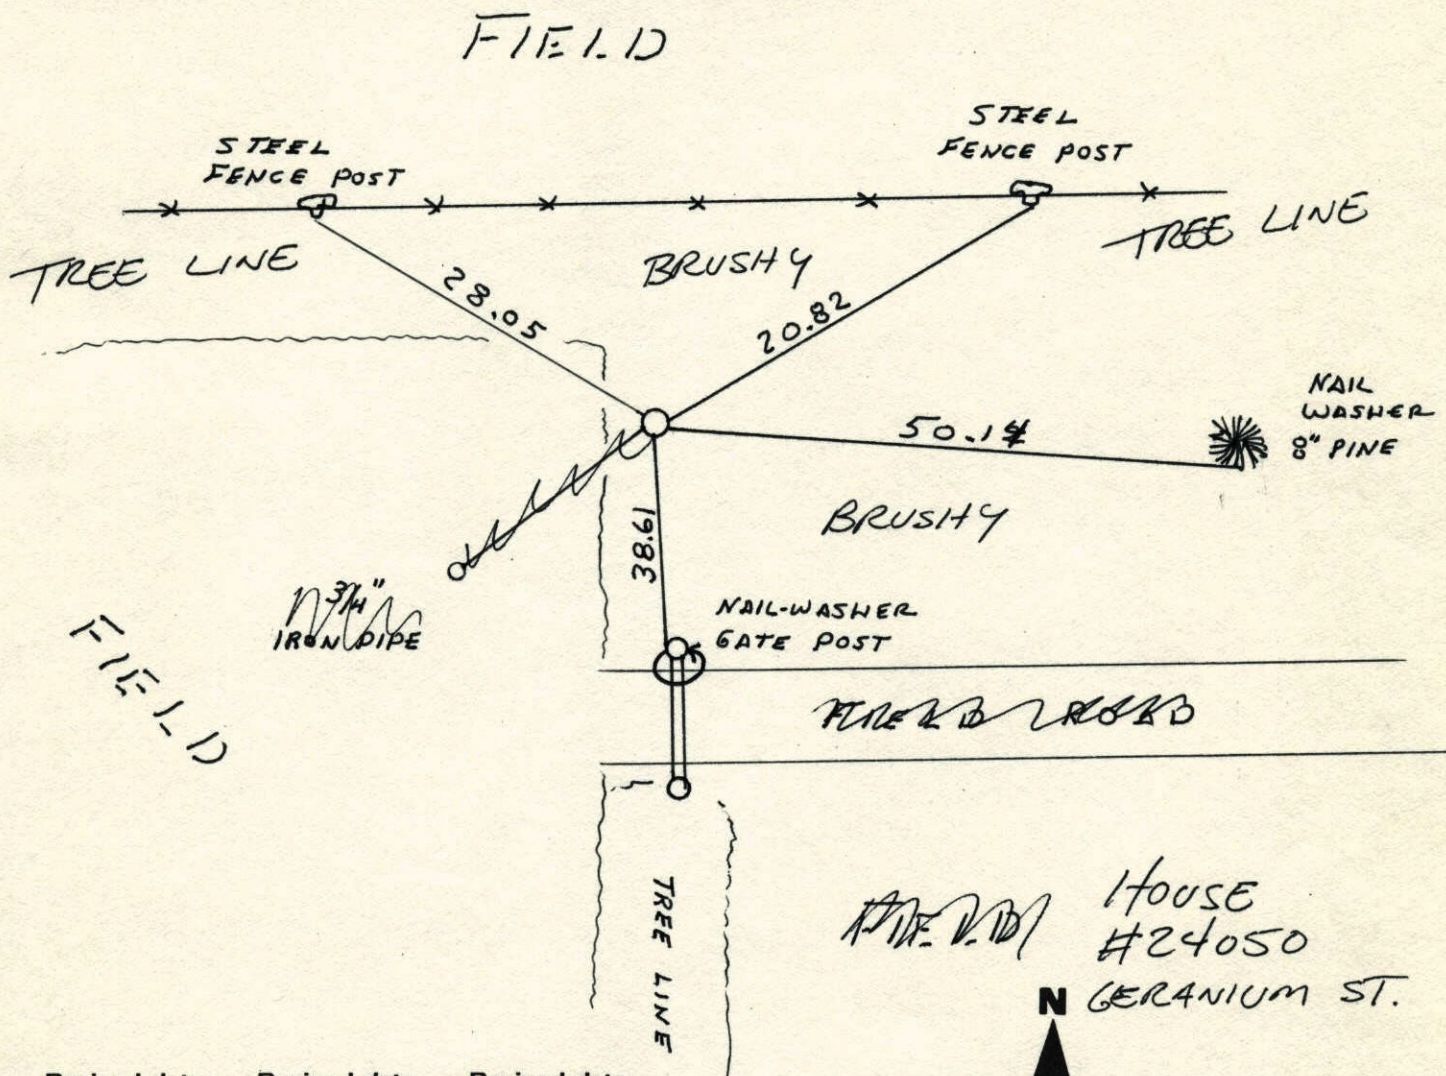 FIELD
STEEL
FENCE POST
STEEL
FENCE POST
TREE LINE
BRUSHY
TREE LINE
28.05
20.82
NAIL
WASHER
8" PINE
50.14
BRUSHY
38.61
3/4"
IRON PIPE
NAIL-WASHER
GATE POST
FIELD
TREE LINE
HOUSE
#24050
GERANIUM ST.
N